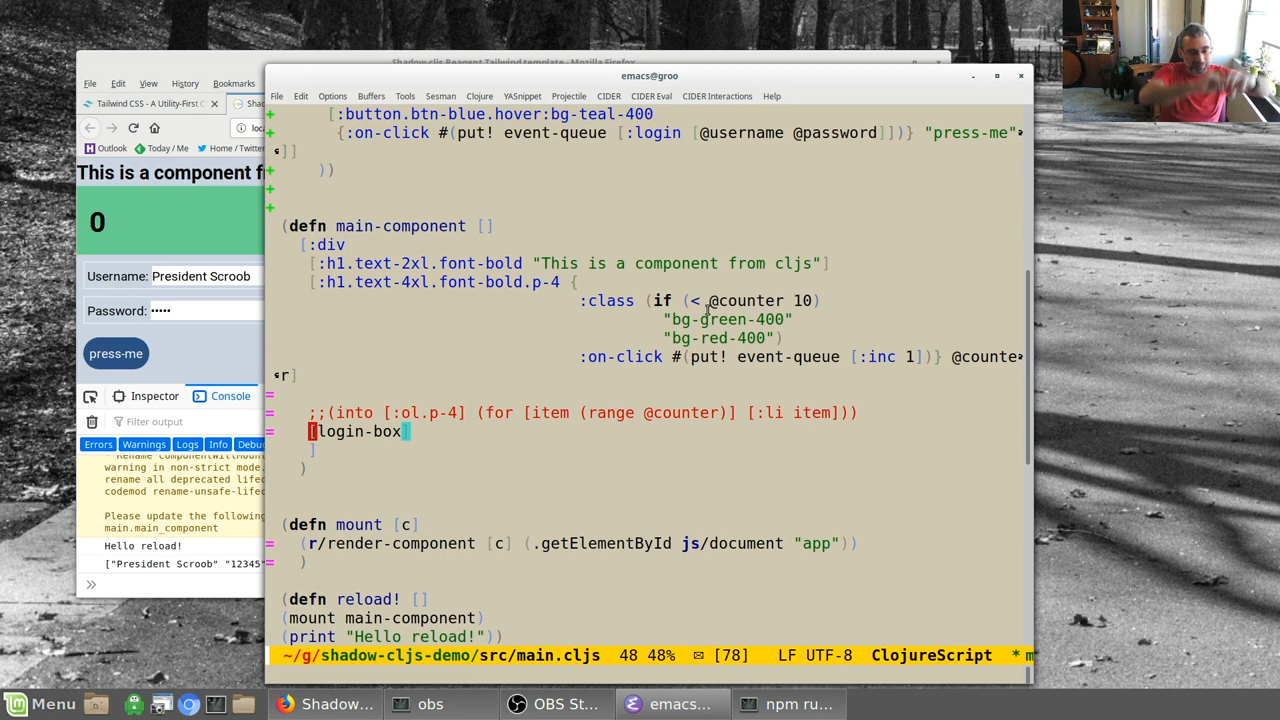 Shadow-cljs Reagent Tailwind template - Mozilla Firefox
File Edit View History Bookmarks
Tailwind CSS - A Utility-First C
Sha
loca
Outlook Today / Me Home / Twitter
This is a component f
0
Username: President Scroob
Password: •••••
press-me
Inspector Console
Filter output
Errors Warnings Logs Info Debu
warning in non-strict mode.
rename all deprecated lifec
codemod rename-unsafe-lifec
Please update the following
main.main_component
Hello reload!
["President Scroob" "12345"
emacs@groo
File Edit Options Buffers Tools Sesman Clojure YASnippet Projectile CIDER CIDER Eval CIDER Interactions Help
[:button.btn-blue.hover:bg-teal-400
{:on-click #(put! event-queue [:login [@username @password]])} "press-me"
]]
))
(defn main-component []
[:div
[:h1.text-2xl.font-bold "This is a component from cljs"]
[:h1.text-4xl.font-bold.p-4 {
:class (if (< @counter 10)
"bg-green-400"
"bg-red-400")
:on-click #(put! event-queue [:inc 1])} @counte
r]
;;(into [:ol.p-4] (for [item (range @counter)] [:li item]))
[login-box]
]
)
(defn mount [c]
(r/render-component [c] (.getElementById js/document "app"))
)
(defn reload! []
(mount main-component)
(print "Hello reload!"))
~/g/shadow-cljs-demo/src/main.cljs 48 48% ✉ [78] LF UTF-8 ClojureScript * m
Menu
Shadow...
obs
OBS St...
emacs...
npm ru...